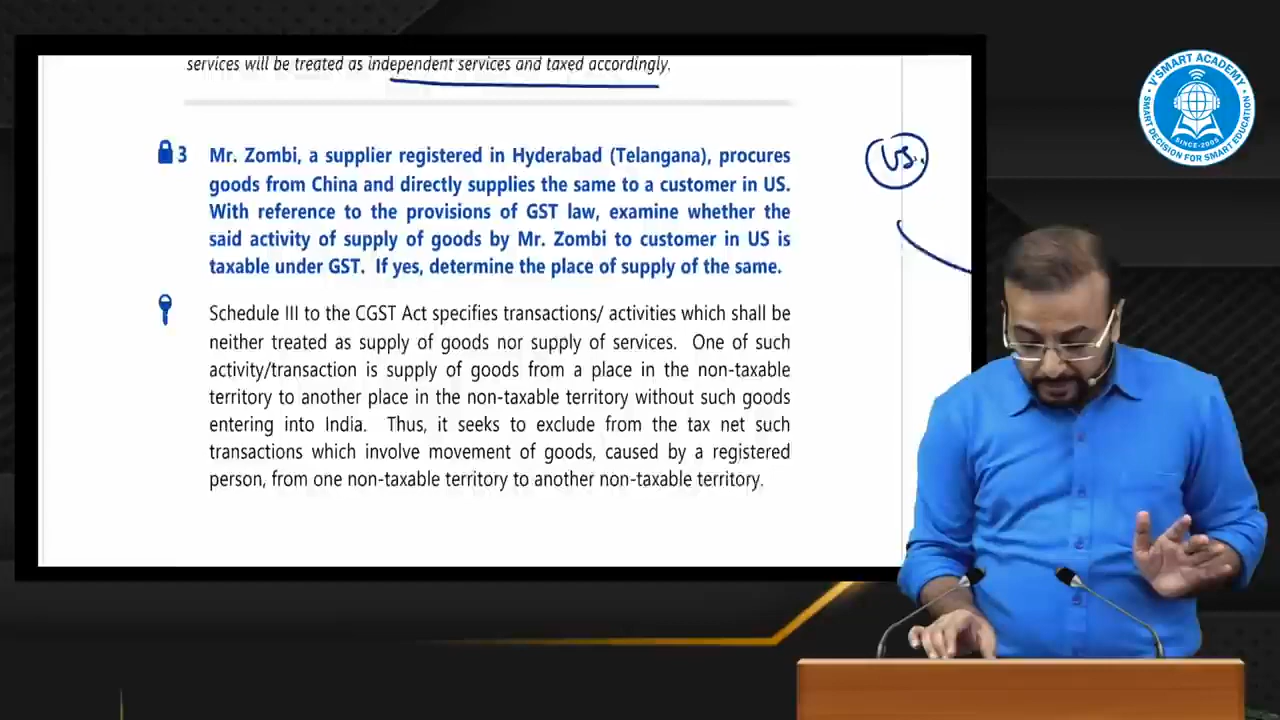 services will be treated as independent services and taxed accordingly.
3 Mr. Zombi, a supplier registered in Hyderabad (Telangana), procures
goods from China and directly supplies the same to a customer in US.
With reference to the provisions of GST law, examine whether the
said activity of supply of goods by Mr. Zombi to customer in US is
taxable under GST. If yes, determine the place of supply of the same.
Schedule III to the CGST Act specifies transactions/ activities which shall be
neither treated as supply of goods nor supply of services. One of such
activity/transaction is supply of goods from a place in the non-taxable
territory to another place in the non-taxable territory without such goods
entering into India. Thus, it seeks to exclude from the tax net such
transactions which involve movement of goods, caused by a registered
person, from one non-taxable territory to another non-taxable territory.
US.
V'SMART ACADEMY
SINCE-2005
SMART DECISION FOR SMART EDUCATION